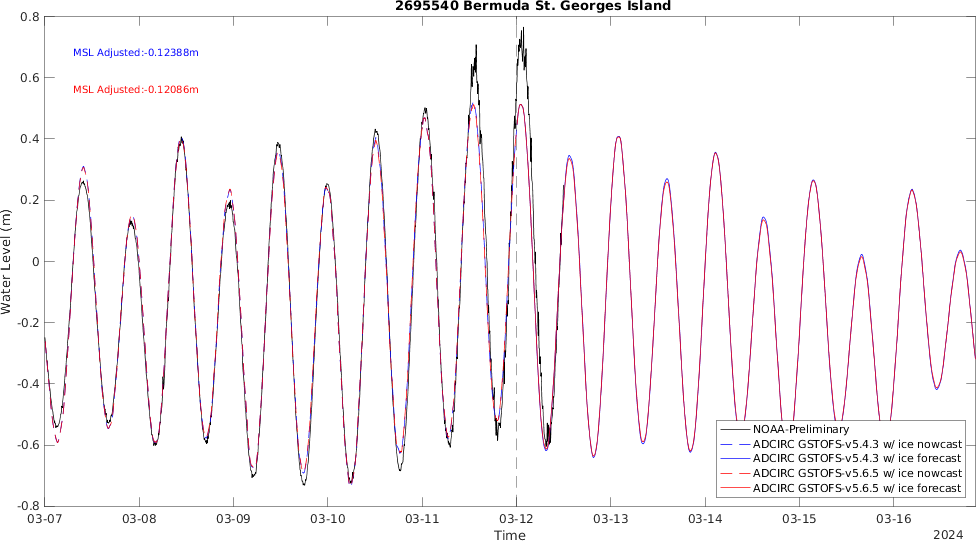 2695540 Bermuda St. Georges Island
MSL Adjusted:-0.12388m
MSL Adjusted:-0.12086m
Water Level (m)
0.8
0.6
0.4
0.2
0
-0.2
-0.4
-0.6
-0.8
NOAA-Preliminary
ADCIRC GSTOFS-v5.4.3 w/ ice nowcast
ADCIRC GSTOFS-v5.4.3 w/ ice forecast
ADCIRC GSTOFS-v5.6.5 w/ ice nowcast
ADCIRC GSTOFS-v5.6.5 w/ ice forecast
03-07 03-08 03-09 03-10 03-11 03-12 03-13 03-14 03-15 03-16
Time
2024